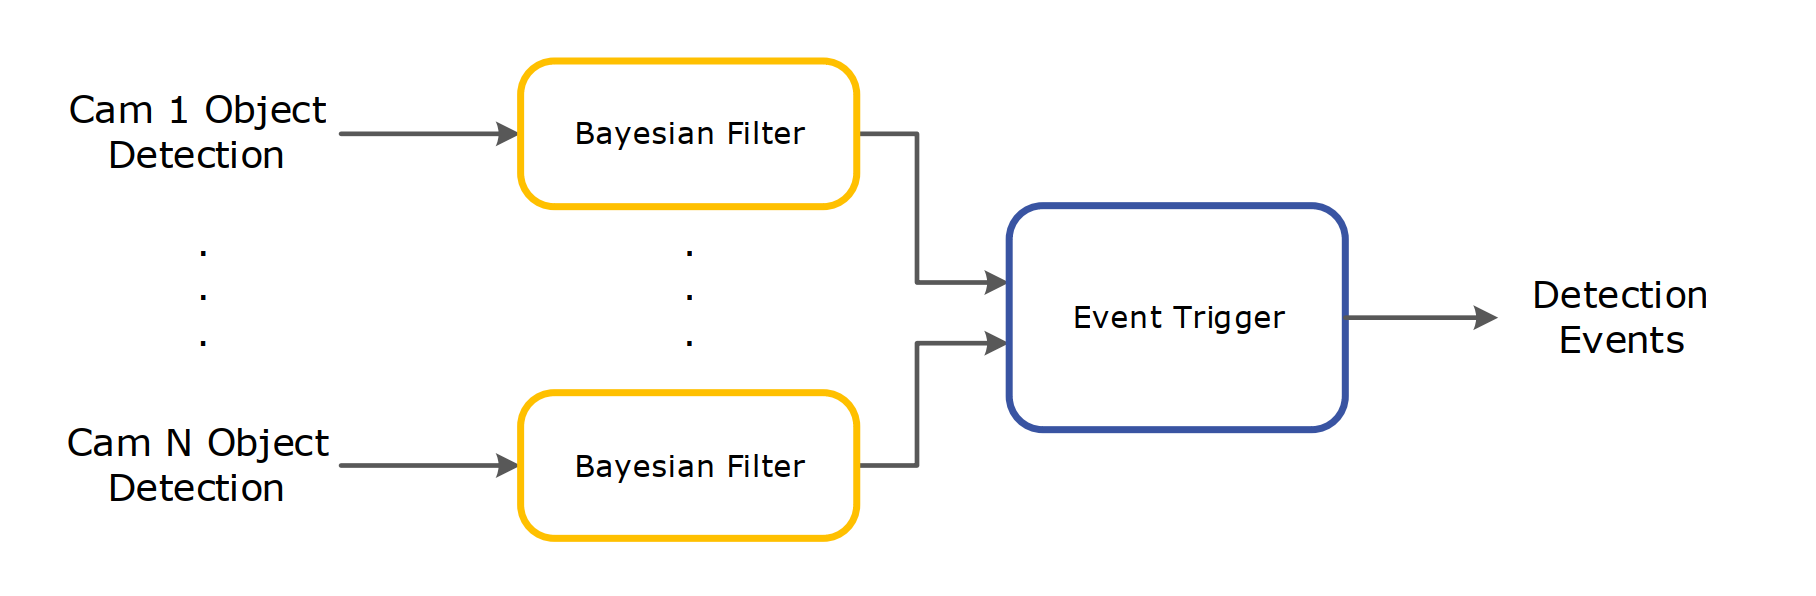 Cam 1 Object
Detection
Bayesian Filter
.
.
.
.
.
.
Event Trigger
Detection
Events
Cam N Object
Detection
Bayesian Filter